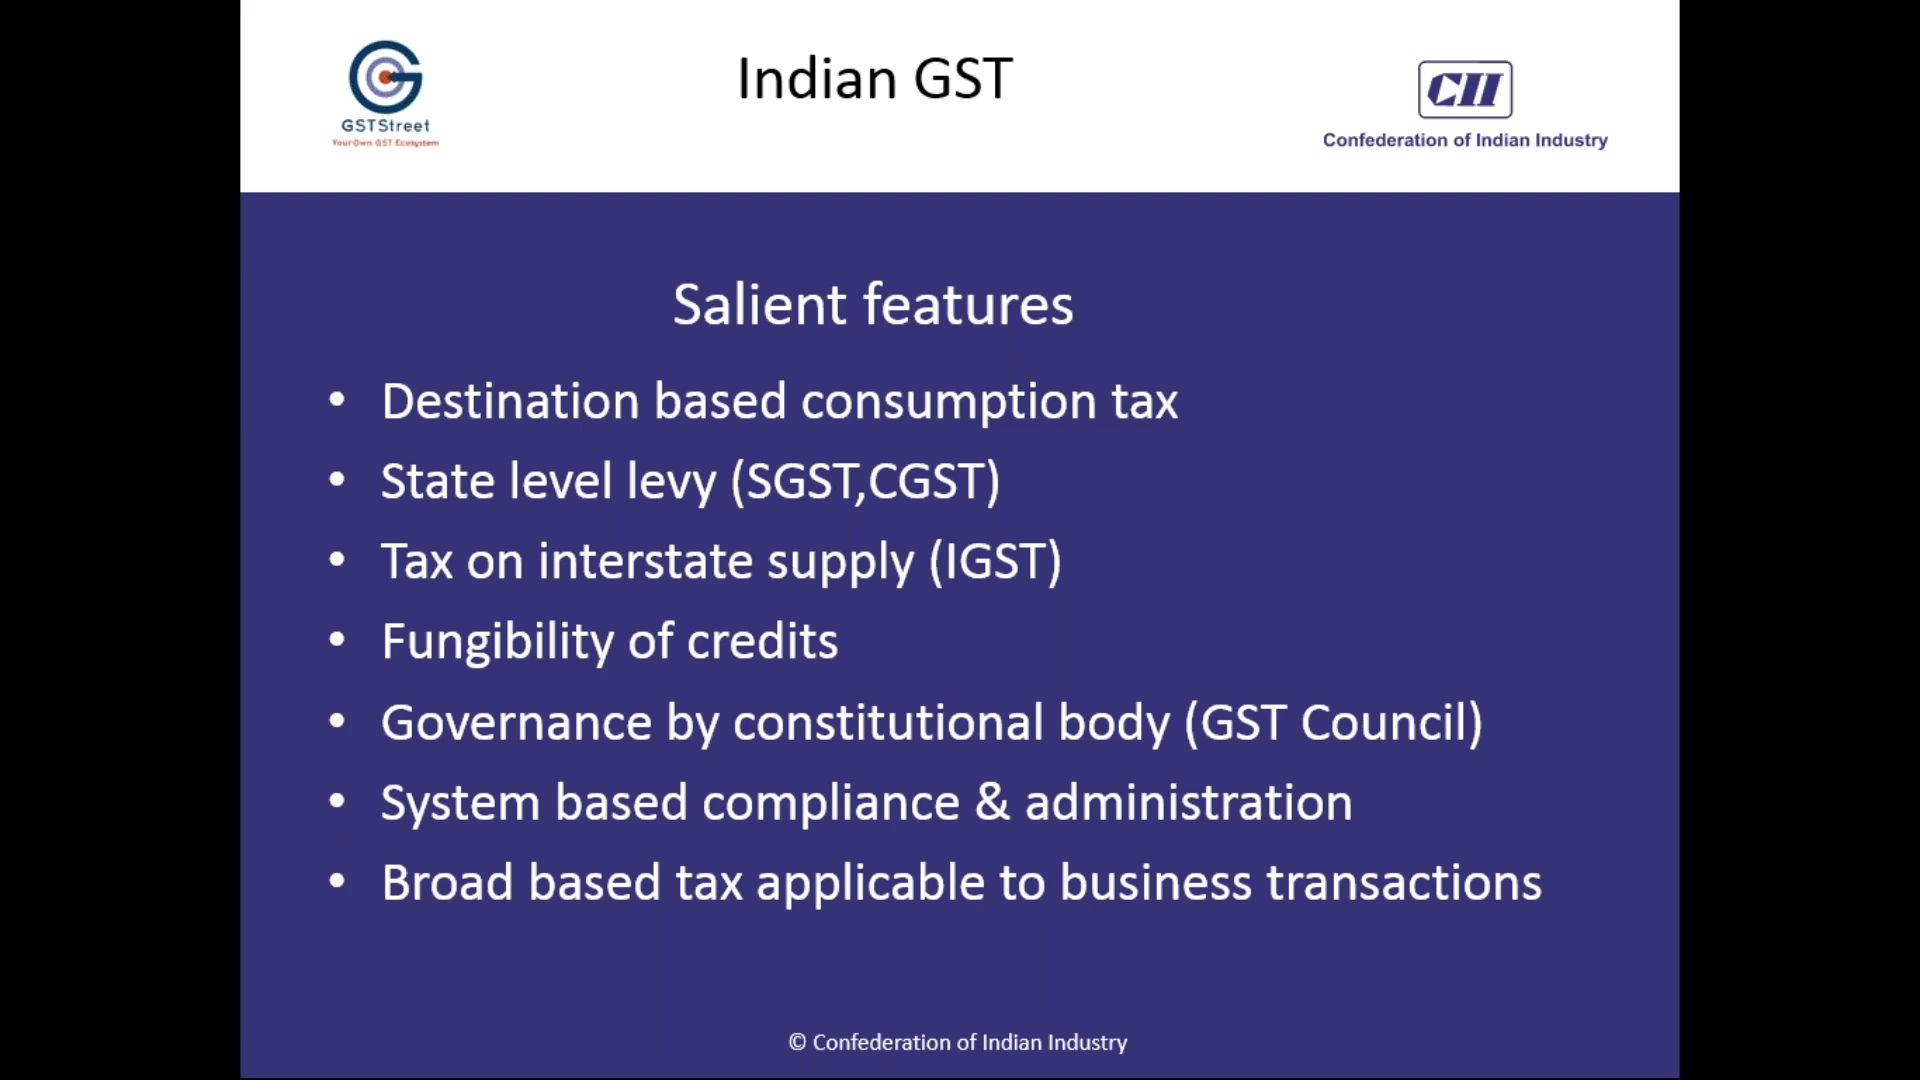 Indian GST
GSTStreet
Your Own GST Ecosystem
CII
Confederation of Indian Industry
Salient features
• Destination based consumption tax
• State level levy (SGST,CGST)
• Tax on interstate supply (IGST)
• Fungibility of credits
• Governance by constitutional body (GST Council)
• System based compliance & administration
• Broad based tax applicable to business transactions
© Confederation of Indian Industry